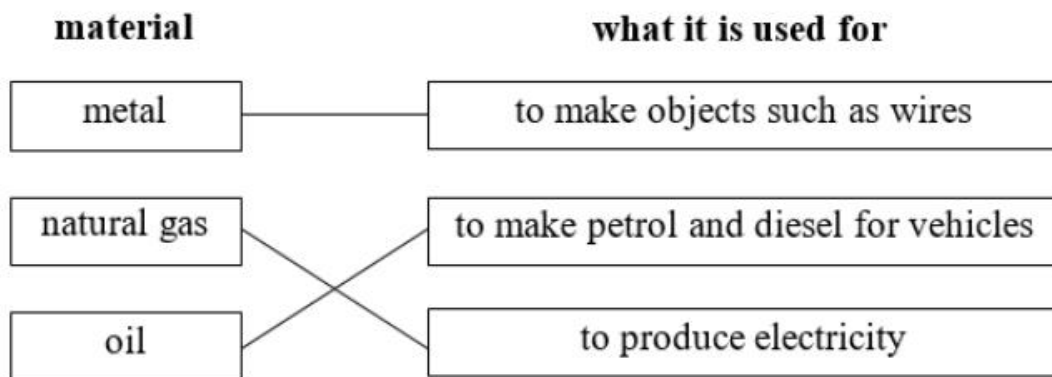 material what it is used for
metal to make objects such as wires
natural gas to make petrol and diesel for vehicles
oil to produce electricity